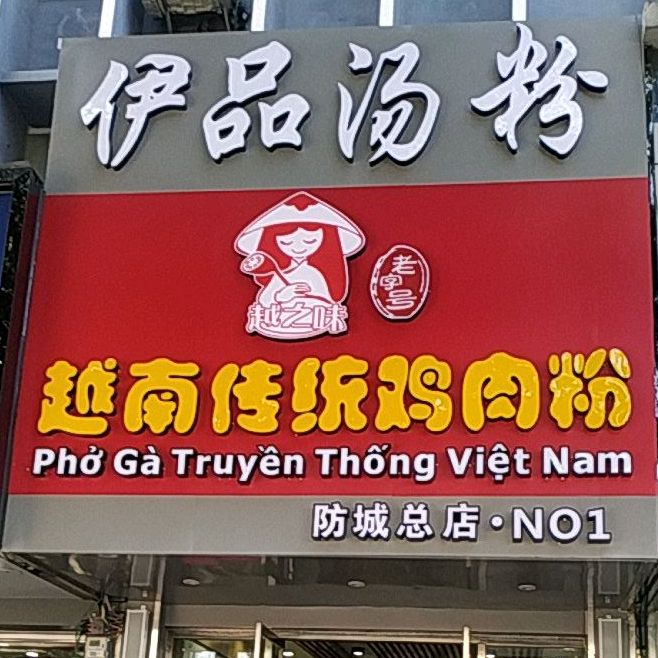 伊品汤粉
越之味
老字号
越南传统鸡肉粉
Phở Gà Truyền Thống Việt Nam
防城总店·NO1